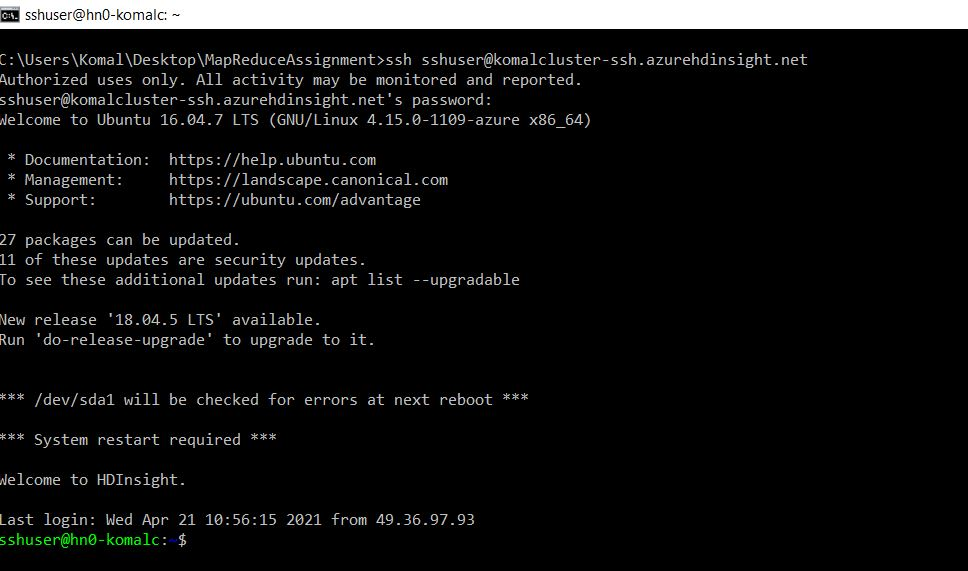 sshuser@hn0-komalc: ~
C:\Users\Komal\Desktop\MapReduceAssignment>ssh sshuser@komalcluster-ssh.azurehdinsight.net
Authorized uses only. All activity may be monitored and reported.
sshuser@komalcluster-ssh.azurehdinsight.net's password:
Welcome to Ubuntu 16.04.7 LTS (GNU/Linux 4.15.0-1109-azure x86_64)
* Documentation:  https://help.ubuntu.com
* Management:     https://landscape.canonical.com
* Support:        https://ubuntu.com/advantage
27 packages can be updated.
11 of these updates are security updates.
To see these additional updates run: apt list --upgradable
New release '18.04.5 LTS' available.
Run 'do-release-upgrade' to upgrade to it.
*** /dev/sda1 will be checked for errors at next reboot ***
*** System restart required ***
Welcome to HDInsight.
Last login: Wed Apr 21 10:56:15 2021 from 49.36.97.93
sshuser@hn0-komalc:~$